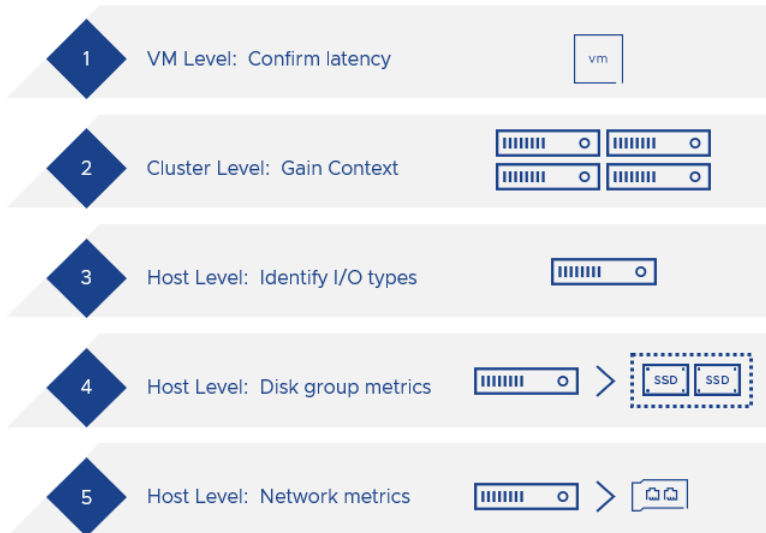 1
VM Level: Confirm latency
vm
2
Cluster Level: Gain Context
3
Host Level: Identify I/O types
4
Host Level: Disk group metrics
SSD
SSD
5
Host Level: Network metrics